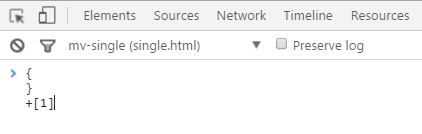 Elements Sources Network Timeline Resources
mv-single (single.html) ▼ Preserve log
> {
}
+[1]